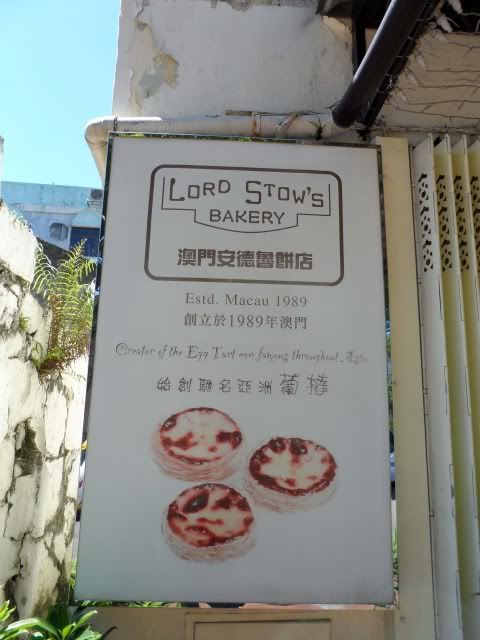 LORD STOW'S
BAKERY
澳門安德魯餅店
Estd. Macau 1989
創立於1989年澳門
Creator of the Egg Tart now famous throughout Asia
始創馳名亞洲葡撻